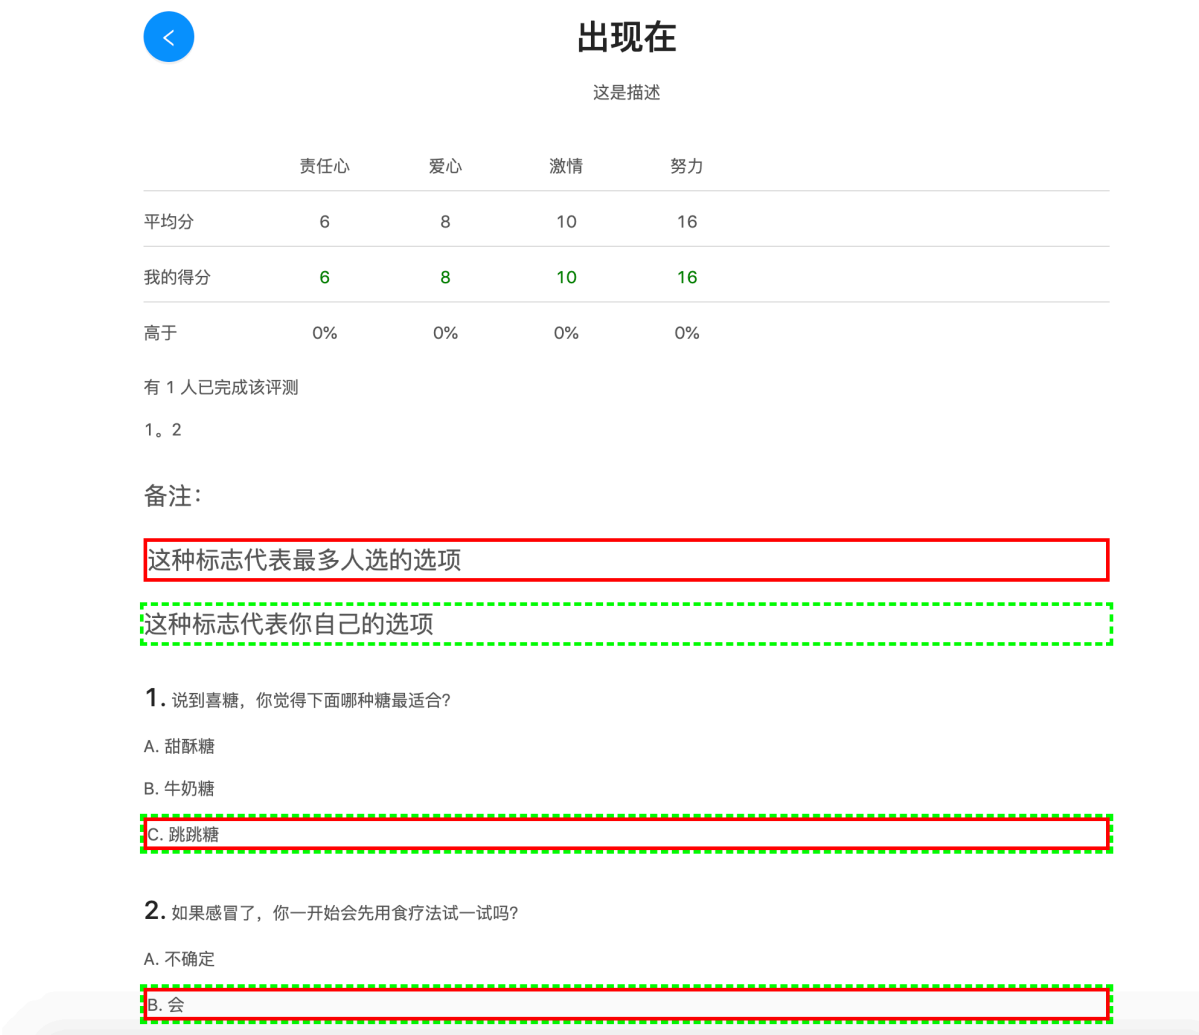 出现在
这是描述
责任心 爱心 激情 努力
平均分 6 8 10 16
我的得分 6 8 10 16
高于 0% 0% 0% 0%
有 1 人已完成该评测
1。2
备注：
这种标志代表最多人选的选项
这种标志代表你自己的选项
1. 说到喜糖，你觉得下面哪种糖最适合?
A. 甜酥糖
B. 牛奶糖
C. 跳跳糖
2. 如果感冒了，你一开始会先用食疗法试一试吗?
A. 不确定
B. 会